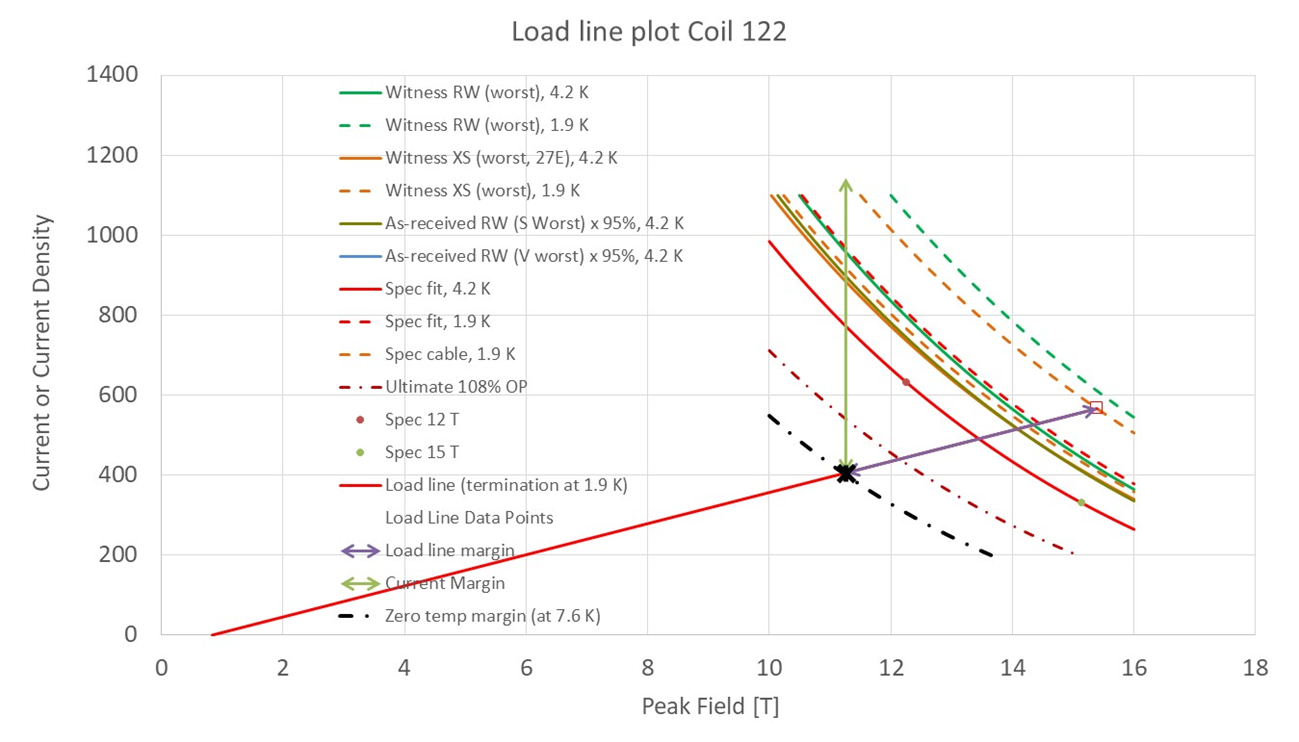 Load line plot Coil 122
1400
1200
1000
800
600
400
200
0
Current or Current Density
Witness RW (worst), 4.2 K
Witness RW (worst), 1.9 K
Witness XS (worst, 27E), 4.2 K
Witness XS (worst), 1.9 K
As-received RW (S Worst) x 95%, 4.2 K
As-received RW (V worst) x 95%, 4.2 K
Spec fit, 4.2 K
Spec fit, 1.9 K
Spec cable, 1.9 K
Ultimate 108% OP
Spec 12 T
Spec 15 T
Load line (termination at 1.9 K)
Load Line Data Points
Load line margin
Current Margin
Zero temp margin (at 7.6 K)
0 2 4 6 8 10 12 14 16 18
Peak Field [T]